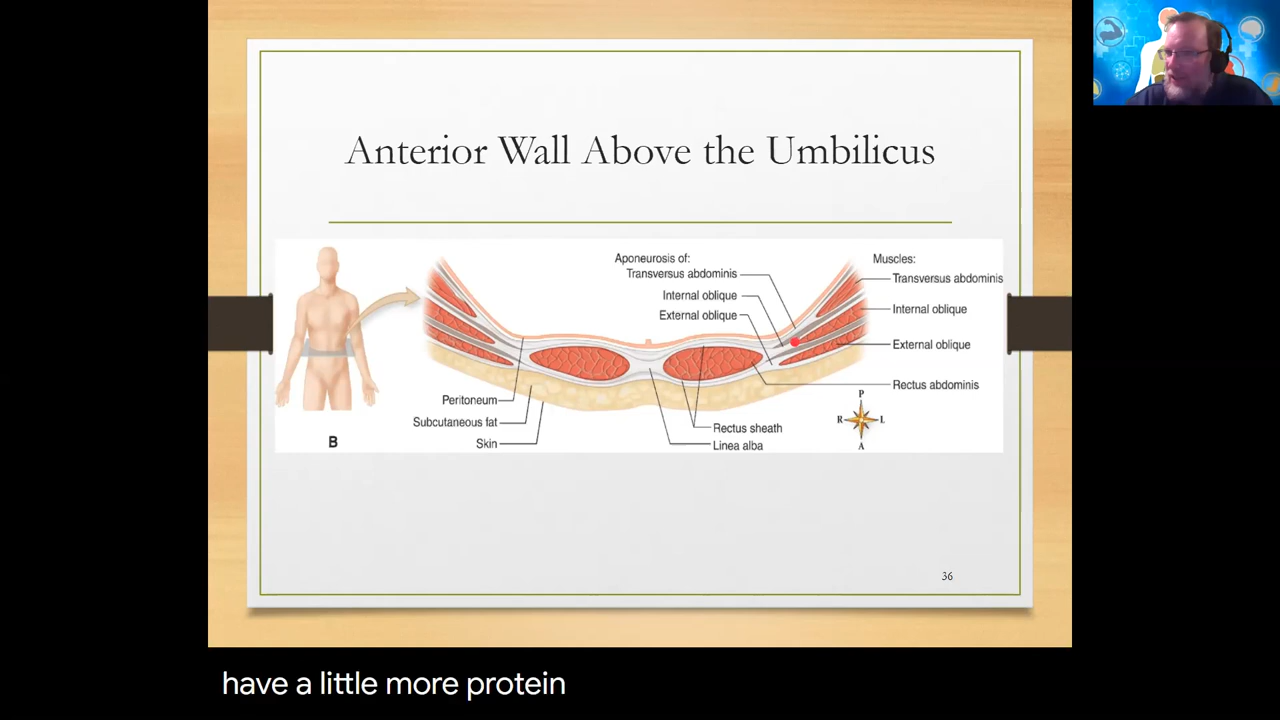 Anterior Wall Above the Umbilicus
Aponeurosis of:
Transversus abdominis
Internal oblique
External oblique
Muscles:
Transversus abdominis
Internal oblique
External oblique
Rectus abdominis
Peritoneum
Subcutaneous fat
Skin
Rectus sheath
Linea alba
P
R
L
A
B
36
have a little more protein